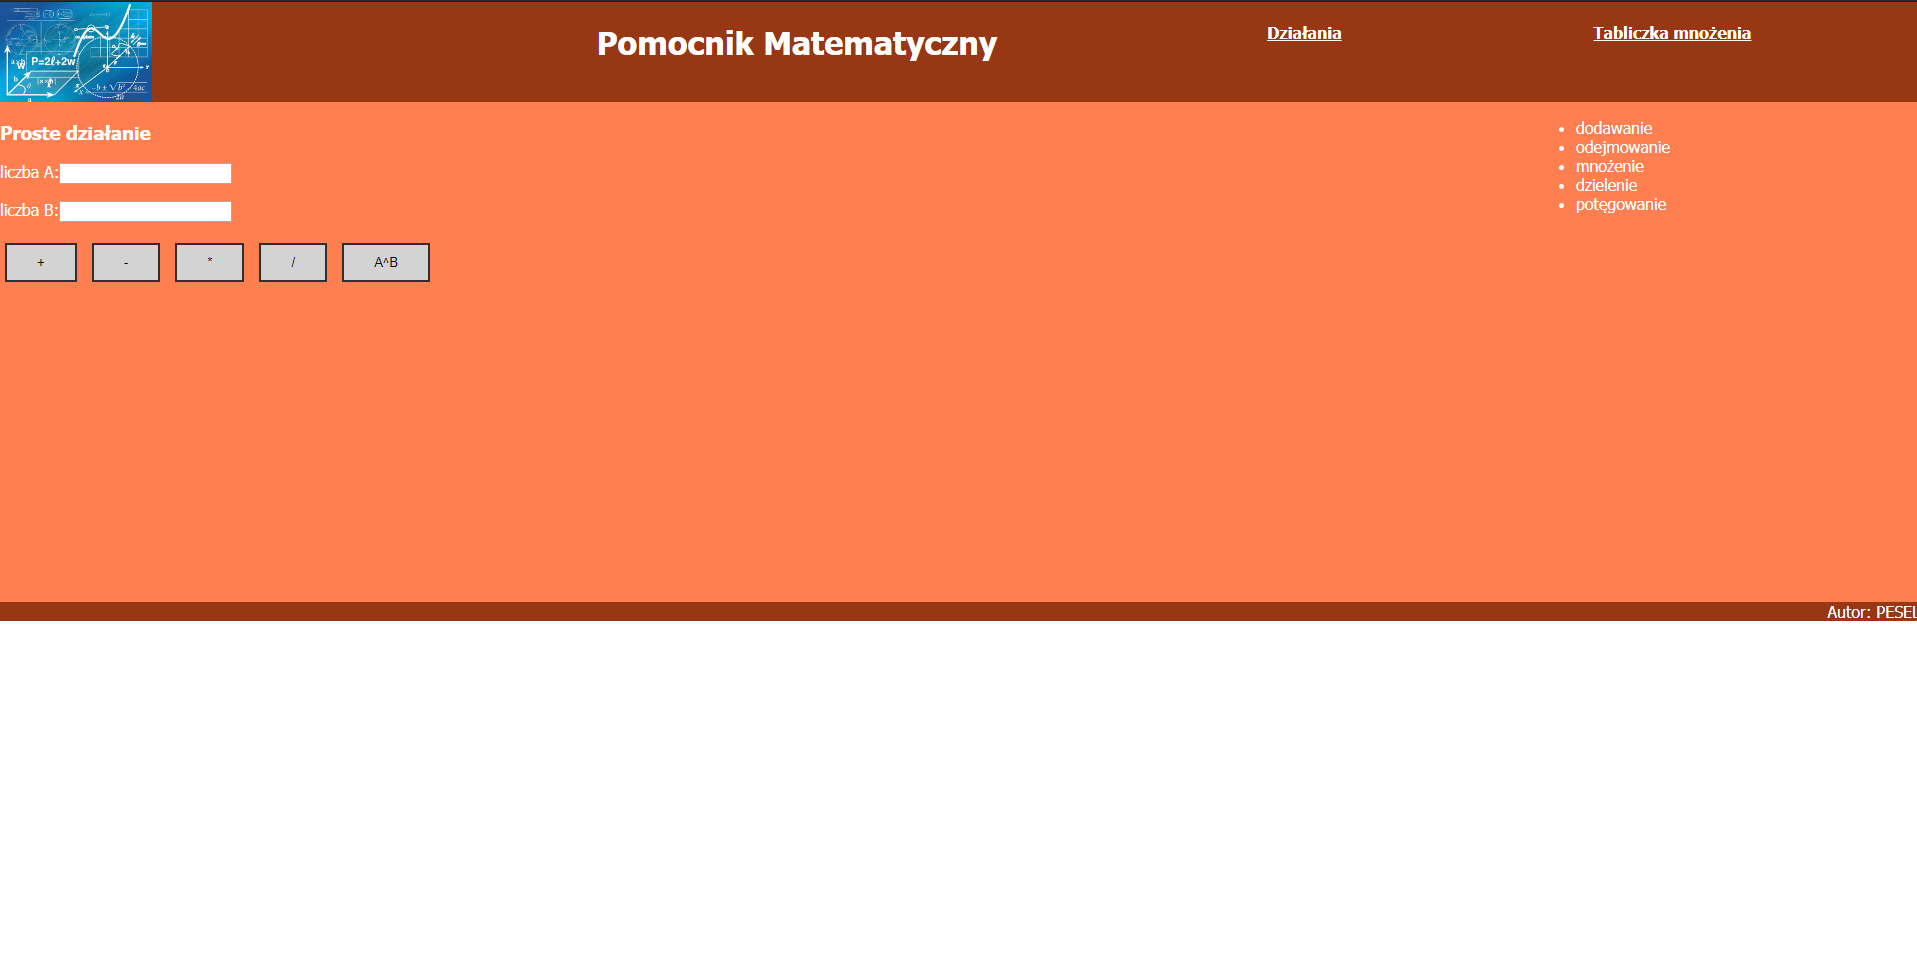 P=2ℓ+2w
Pomocnik Matematyczny
Działania
Tabliczka mnożenia
Proste działanie
liczba A:
liczba B:
+
-
*
/
A^B
dodawanie
odejmowanie
mnożenie
dzielenie
potęgowanie
Autor: PESEL